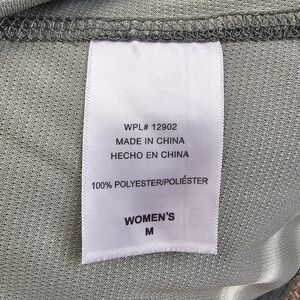 WPL# 12902
MADE IN CHINA
HECHO EN CHINA
100% POLYESTER/POLIÉSTER
WOMEN'S
M